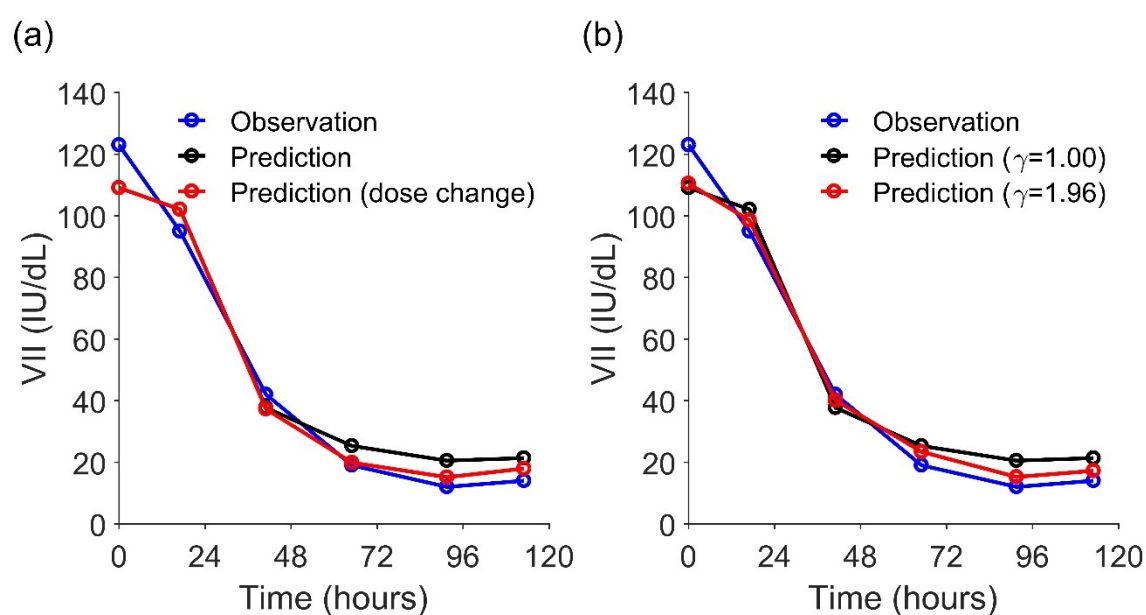 (a)
140
120
100
80
60
40
20
0
VII (IU/dL)
Observation
Prediction
Prediction (dose change)
0 24 48 72 96 120
Time (hours)
(b)
140
120
100
80
60
40
20
0
VII (IU/dL)
Observation
Prediction (γ=1.00)
Prediction (γ=1.96)
0 24 48 72 96 120
Time (hours)